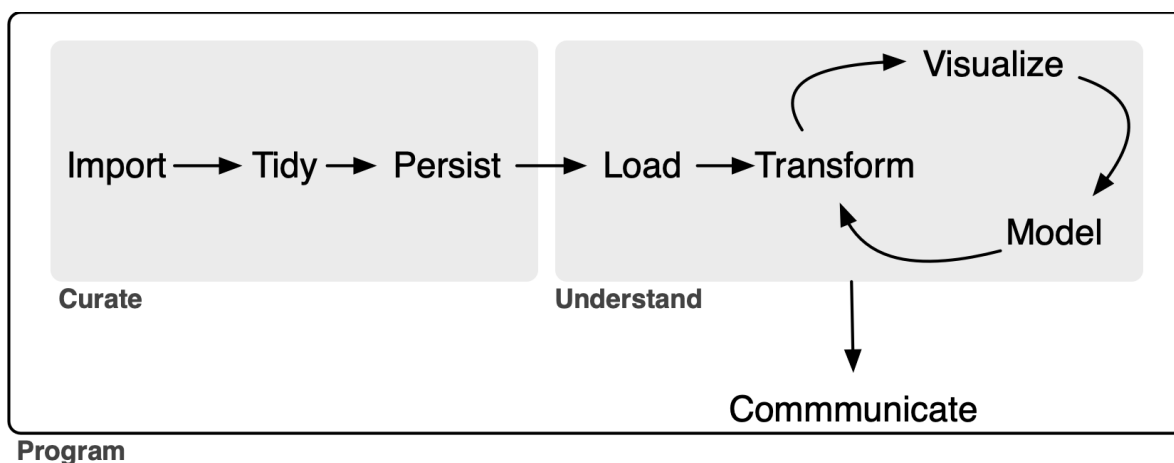 Visualize
Import Tidy Persist Load Transform
Model
Curate Understand
Commmunicate
Program